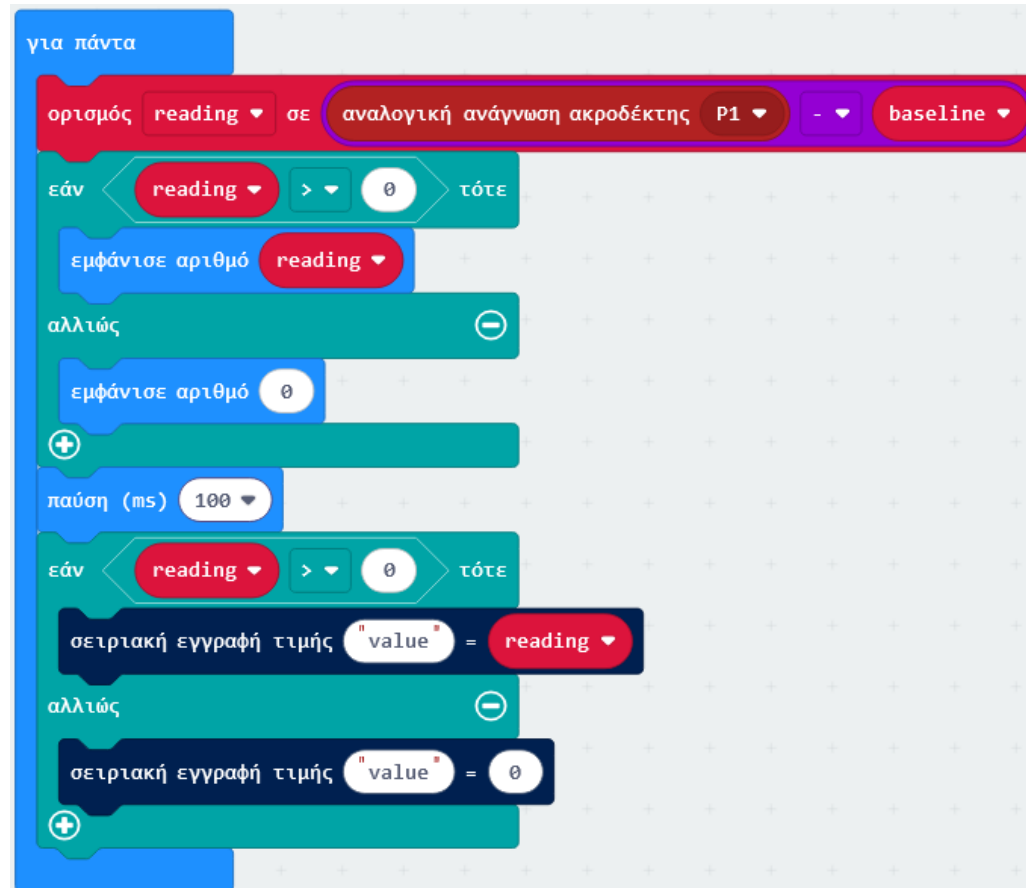 για πάντα
ορισμός reading σε αναλογική ανάγνωση ακροδέκτης P1 - baseline
εάν reading > 0 τότε
εμφάνισε αριθμό reading
αλλιώς
εμφάνισε αριθμό 0
παύση (ms) 100
εάν reading > 0 τότε
σειριακή εγγραφή τιμής "value" = reading
αλλιώς
σειριακή εγγραφή τιμής "value" = 0